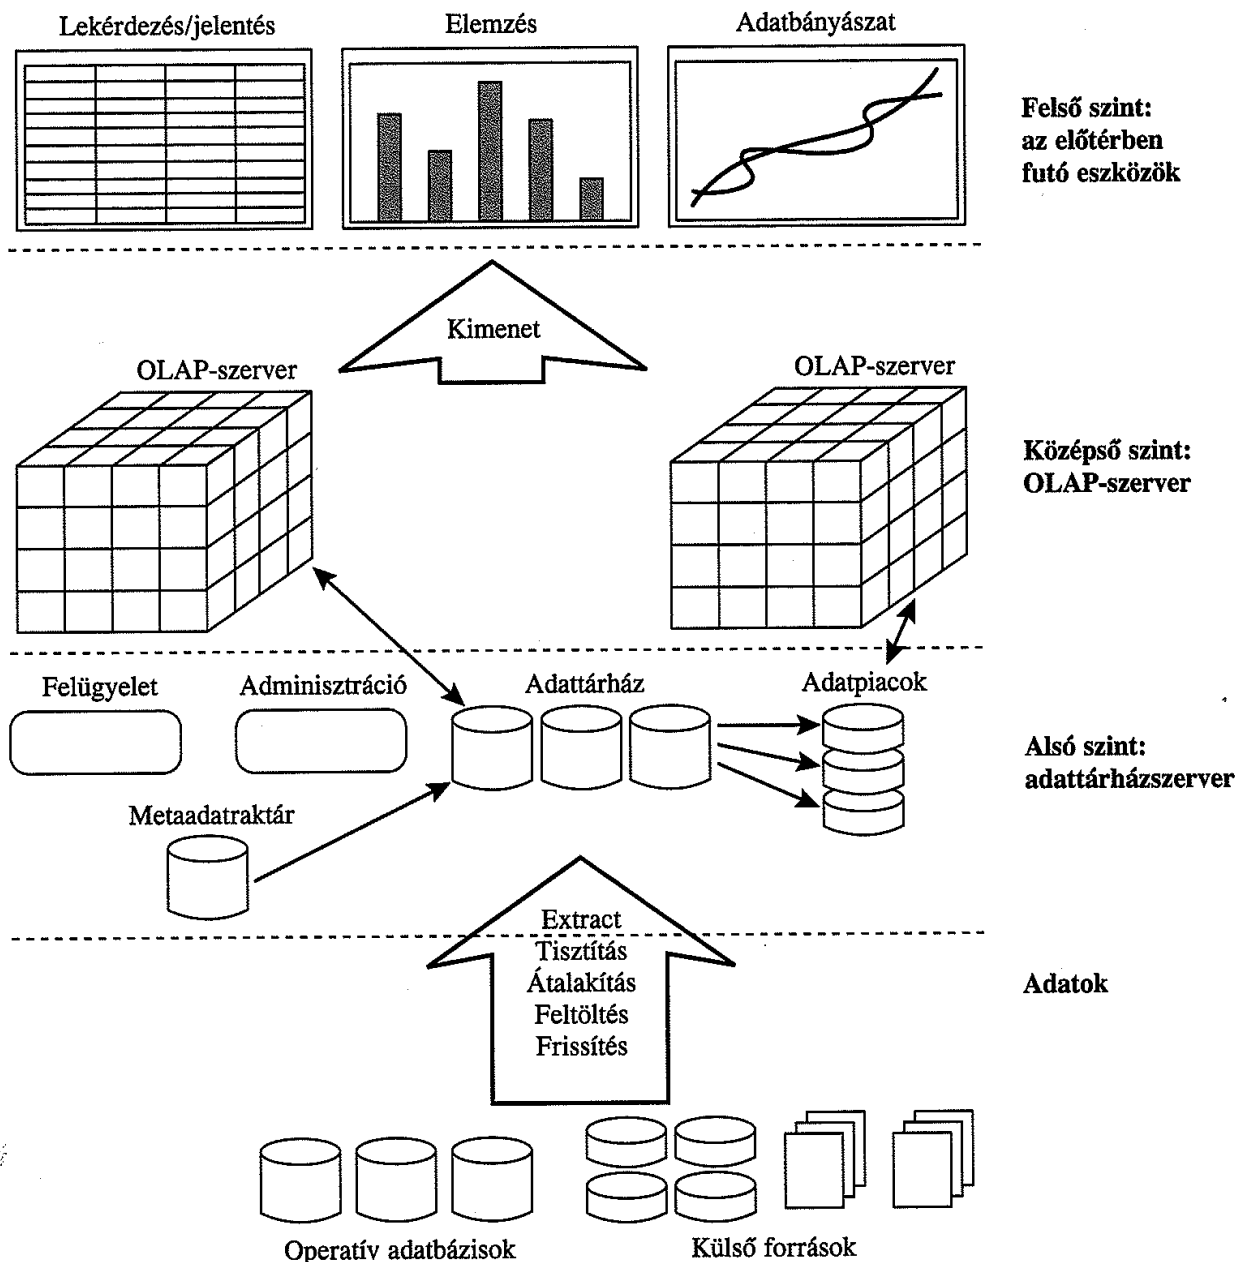 Lekérdezés/jelentés
Elemzés
Adatbányászat
Felső szint:
az előtérben
futó eszközök
Kimenet
OLAP-szerver
OLAP-szerver
Középső szint:
OLAP-szerver
Felügyelet
Adminisztráció
Adattárház
Adatpiacok
Alsó szint:
adattárházszerver
Metaadatraktár
Extract
Tisztítás
Átalakítás
Feltöltés
Frissítés
Adatok
Operatív adatbázisok
Külső források